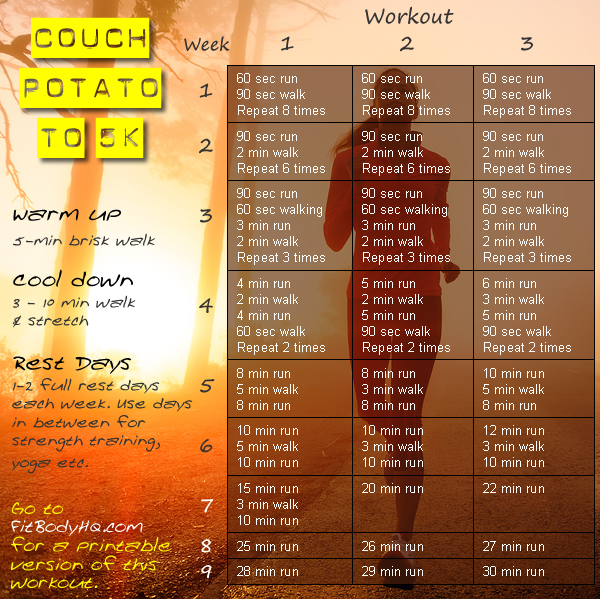 COUCH
POTATO
TO 5K
Workout
Week 1 2 3
1
60 sec run
90 sec walk
Repeat 8 times
60 sec run
90 sec walk
Repeat 8 times
60 sec run
90 sec walk
Repeat 8 times
2
90 sec run
2 min walk
Repeat 6 times
90 sec run
2 min walk
Repeat 6 times
90 sec run
2 min walk
Repeat 6 times
3
90 sec run
60 sec walking
3 min run
2 min walk
Repeat 3 times
90 sec run
60 sec walking
3 min run
2 min walk
Repeat 3 times
90 sec run
60 sec walking
3 min run
2 min walk
Repeat 3 times
4
4 min run
2 min walk
4 min run
60 sec walk
Repeat 2 times
5 min run
2 min walk
5 min run
90 sec walk
Repeat 2 times
6 min run
3 min walk
5 min run
90 sec walk
Repeat 2 times
5
8 min run
5 min walk
8 min run
8 min run
3 min walk
8 min run
10 min run
5 min walk
8 min run
6
10 min run
5 min walk
10 min run
10 min run
3 min walk
10 min run
12 min run
3 min walk
10 min run
7
15 min run
3 min walk
10 min run
20 min run
22 min run
8
25 min run
26 min run
27 min run
9
28 min run
29 min run
30 min run
warm up
5-min brisk walk
Cool down
3 - 10 min walk
& stretch
Rest Days
1-2 full rest days
each week. Use days
in between for
strength training,
yoga etc.
Go to
fitBodyHQ.com
for a printable
version of this
workout.